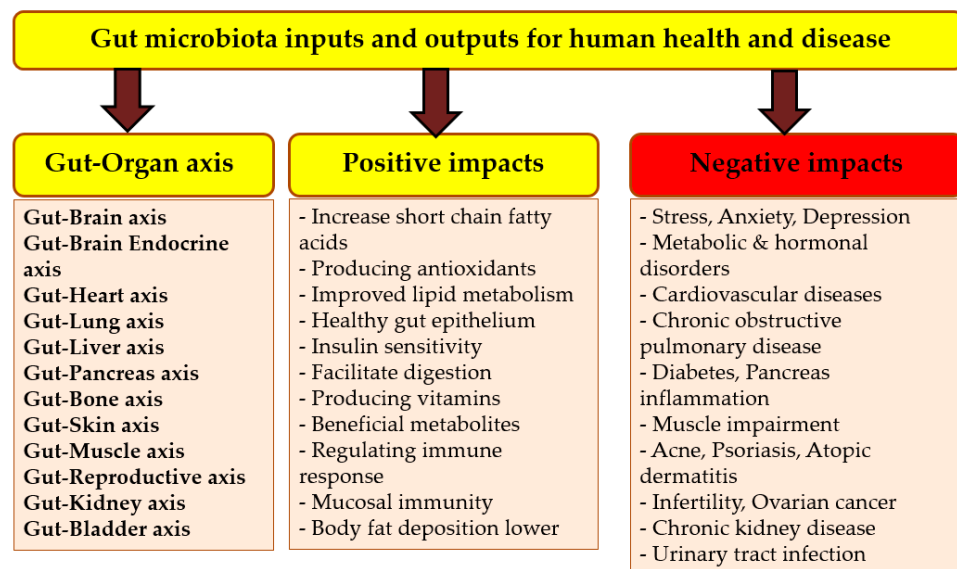 Gut microbiota inputs and outputs for human health and disease
Gut-Organ axis
Gut-Brain axis
Gut-Brain Endocrine
axis
Gut-Heart axis
Gut-Lung axis
Gut-Liver axis
Gut-Pancreas axis
Gut-Bone axis
Gut-Skin axis
Gut-Muscle axis
Gut-Reproductive axis
Gut-Kidney axis
Gut-Bladder axis
Positive impacts
- Increase short chain fatty
acids
- Producing antioxidants
- Improved lipid metabolism
- Healthy gut epithelium
- Insulin sensitivity
- Facilitate digestion
- Producing vitamins
- Beneficial metabolites
- Regulating immune
response
- Mucosal immunity
- Body fat deposition lower
Negative impacts
- Stress, Anxiety, Depression
- Metabolic & hormonal
disorders
- Cardiovascular diseases
- Chronic obstructive
pulmonary disease
- Diabetes, Pancreas
inflammation
- Muscle impairment
- Acne, Psoriasis, Atopic
dermatitis
- Infertility, Ovarian cancer
- Chronic kidney disease
- Urinary tract infection